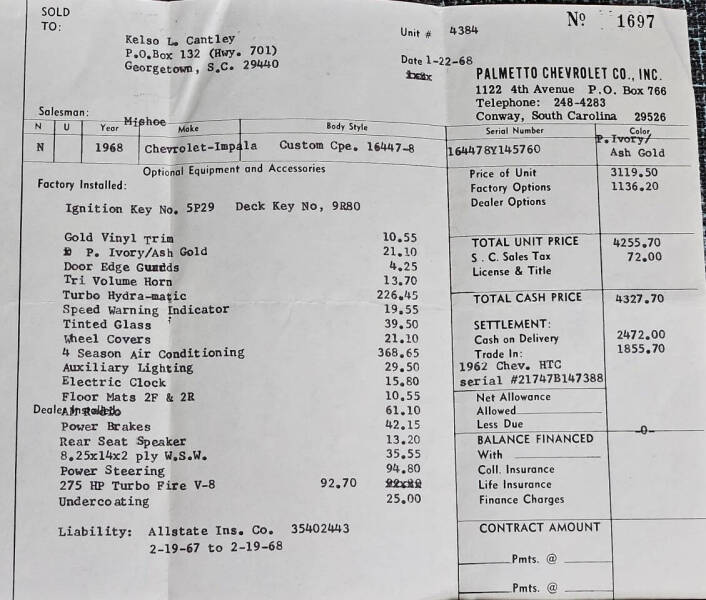 SOLD
TO:
Kelso L. Cantley
P.O.Box 132 (Hwy. 701)
Georgetown, S.C. 29440
Unit # 4384
Date 1-22-68
No 1697
PALMETTO CHEVROLET CO., INC.
1122 4th Avenue P.O. Box 766
Telephone: 248-4283
Conway, South Carolina 29526
Salesman: Mishoe
N U Year Make Body Style Serial Number Color
N 1968 Chevrolet-Impala Custom Cpe. 16447-8 164478Y145760 P.Ivory/
Ash Gold
Optional Equipment and Accessories
Factory Installed:
Ignition Key No. 5P29 Deck Key No, 9R80
Gold Vinyl Trim 10.55
P. Ivory/Ash Gold 21.10
Door Edge Guards 4.25
Tri Volume Horn 13.70
Turbo Hydra-matic 226.45
Speed Warning Indicator 19.55
Tinted Glass 39.50
Wheel Covers 21.10
4 Season Air Conditioning 368.65
Auxiliary Lighting 29.50
Electric Clock 15.80
Floor Mats 2F & 2R 10.55
Dealer Installed:
AM Radio 61.10
Power Brakes 42.15
Rear Seat Speaker 13.20
8.25x14x2 ply W.S.W. 35.55
Power Steering 94.80
275 HP Turbo Fire V-8 92.70
Undercoating 25.00
Liability: Allstate Ins. Co. 35402443
2-19-67 to 2-19-68
Price of Unit 3119.50
Factory Options 1136.20
Dealer Options
TOTAL UNIT PRICE 4255.70
S.C. Sales Tax 72.00
License & Title
TOTAL CASH PRICE 4327.70
SETTLEMENT:
Cash on Delivery 2472.00
Trade In: 1855.70
1962 Chev. HTC
serial #21747B147388
Net Allowance
Allowed
Less Due
BALANCE FINANCED -0-
With
Coll. Insurance
Life Insurance
Finance Charges
CONTRACT AMOUNT
Pmts. @
Pmts. @